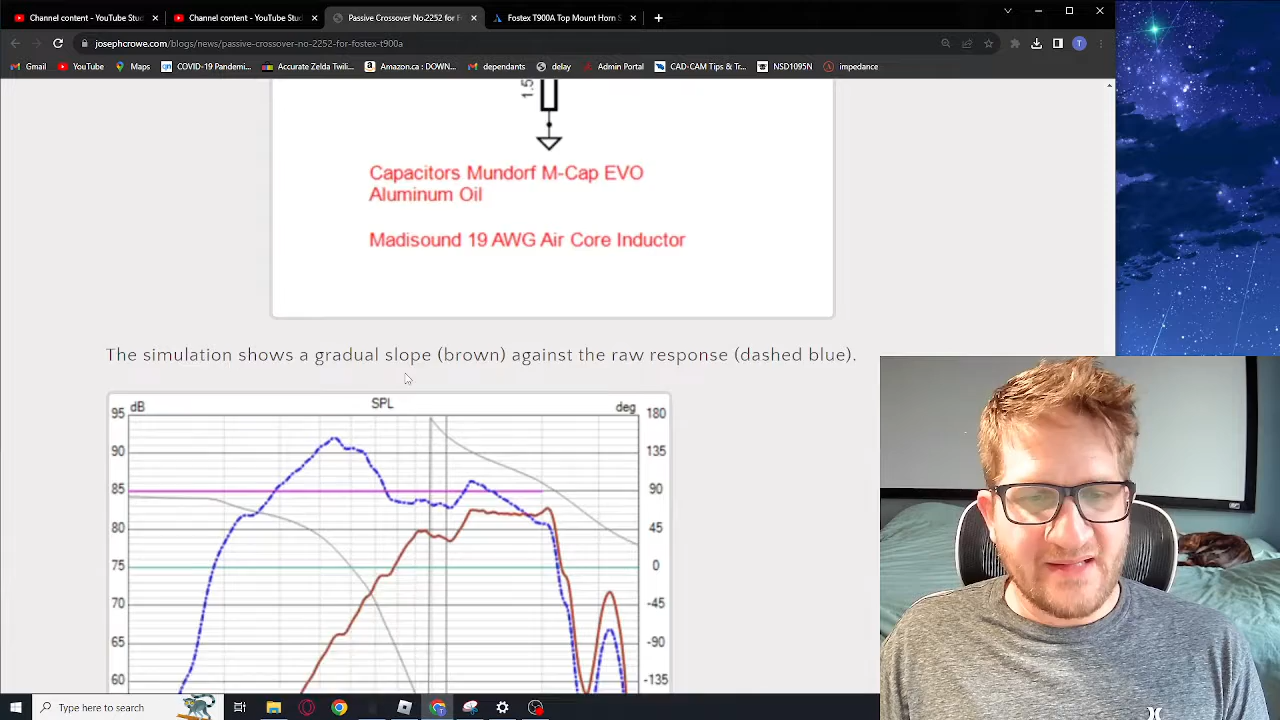 Channel content - YouTube Stud
Channel content - YouTube Stud
Passive Crossover No.2252 for F
Fostex T900A Top Mount Horn S
josephcrowe.com/blogs/news/passive-crossover-no-2252-for-fostex-t900a
Gmail
YouTube
Maps
COVID-19 Pandemi...
Accurate Zelda Twili...
Amazon.ca : DOWN...
dependants
delay
Admin Portal
CAD-CAM Tips & Tr...
NSD1095N
impedance
1.5
Capacitors Mundorf M-Cap EVO
Aluminum Oil
Madisound 19 AWG Air Core Inductor
The simulation shows a gradual slope (brown) against the raw response (dashed blue).
dB SPL deg
95 180
90 135
85 90
80 45
75 0
70 -45
65 -90
60 -135
Type here to search